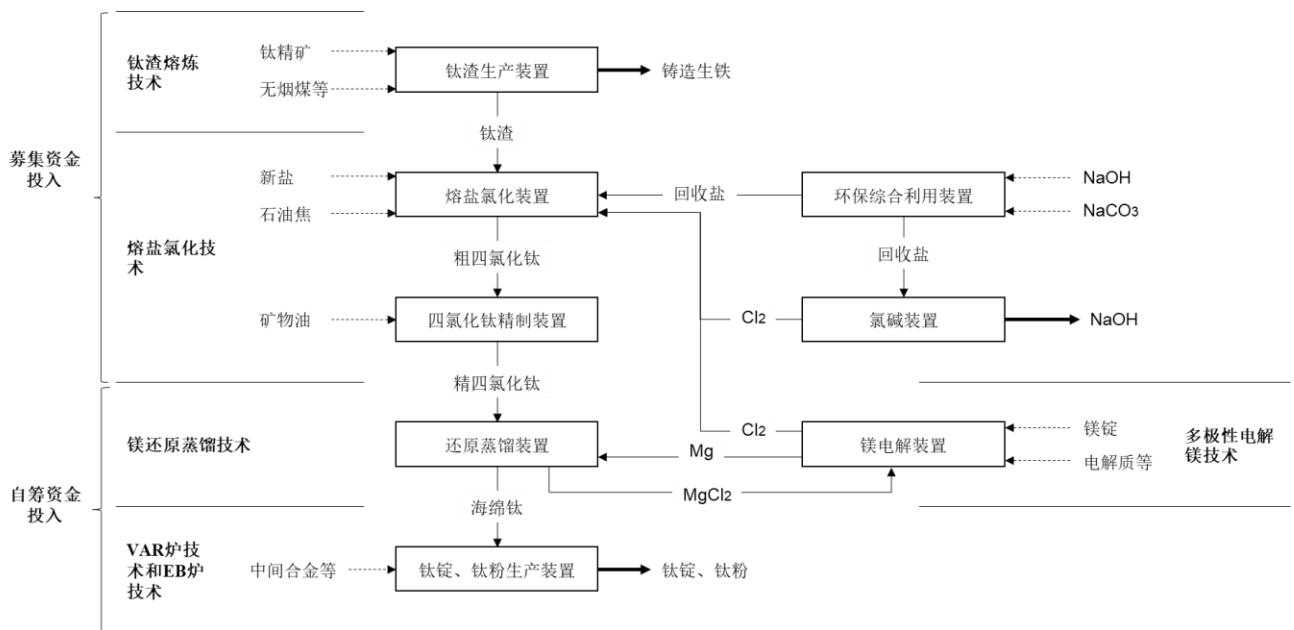 钛渣熔炼
技术
钛精矿
无烟煤等
钛渣生产装置
铸造生铁
钛渣
募集资金
投入
熔盐氯化技
术
新盐
石油焦
熔盐氯化装置
回收盐
环保综合利用装置
NaOH
NaCO3
粗四氯化钛
回收盐
矿物油
四氯化钛精制装置
Cl2
氯碱装置
NaOH
精四氯化钛
镁还原蒸馏技术
还原蒸馏装置
Cl2
Mg
镁电解装置
镁锭
电解质等
多极性电解
镁技术
MgCl2
自筹资金
投入
海绵钛
VAR炉技
术和EB炉
技术
中间合金等
钛锭、钛粉生产装置
钛锭、钛粉